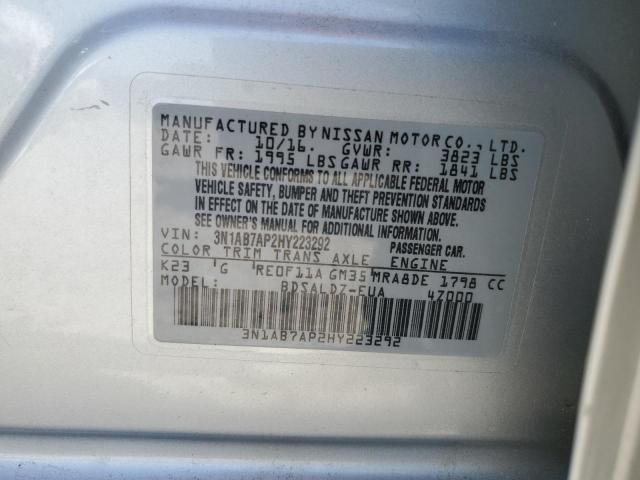 MANUFACTURED BY NISSAN MOTOR CO., LTD.
DATE: 10/16. GVWR: 3823 LBS
GAWR FR: 1995 LBS GAWR RR: 1841 LBS
THIS VEHICLE CONFORMS TO ALL APPLICABLE FEDERAL MOTOR
VEHICLE SAFETY, BUMPER AND THEFT PREVENTION STANDARDS
IN EFFECT ON THE DATE OF MANUFACTURE SHOWN ABOVE.
SEE OWNER'S MANUAL FOR ADDITIONAL INFORMATION.
VIN: 3N1AB7AP2HY223292 PASSENGER CAR.
COLOR TRIM TRANS AXLE ENGINE
K23 'G 'RE0F11A GM35 MRA8DE 1798 CC
MODEL: BDSALDZ-EUA 4Z000
3N1AB7AP2HY223292